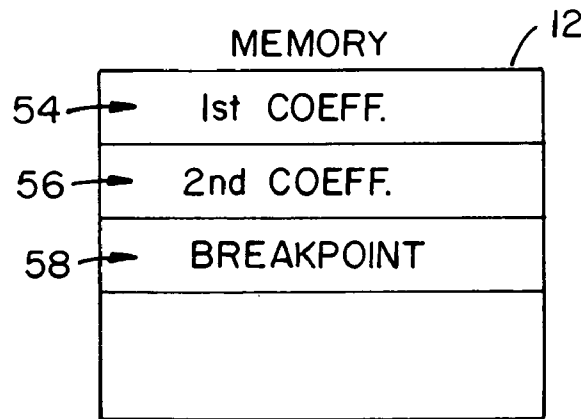 MEMORY
12
54
1st COEFF.
56
2nd COEFF.
58
BREAKPOINT